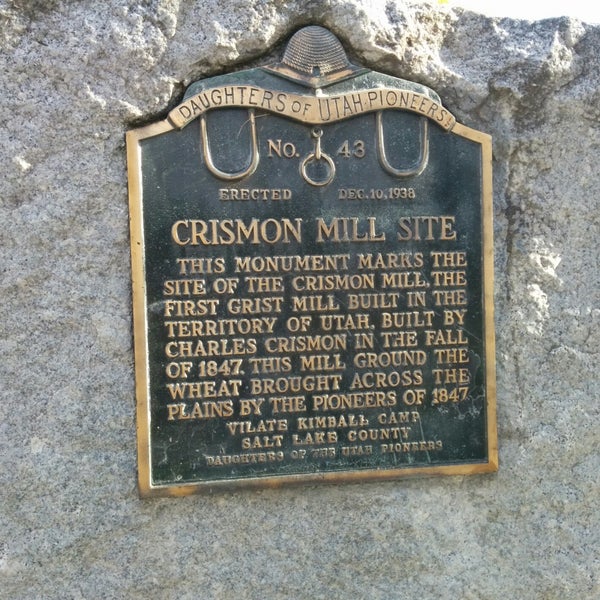 DAUGHTERS OF UTAH PIONEERS
No. 43
ERECTED DEC. 10, 1938
CRISMON MILL SITE
THIS MONUMENT MARKS THE
SITE OF THE CRISMON MILL, THE
FIRST GRIST MILL BUILT IN THE
TERRITORY OF UTAH. BUILT BY
CHARLES CRISMON IN THE FALL
OF 1847. THIS MILL GROUND THE
WHEAT BROUGHT ACROSS THE
PLAINS BY THE PIONEERS OF 1847
VILATE KIMBALL CAMP
SALT LAKE COUNTY
DAUGHTERS OF THE UTAH PIONEERS